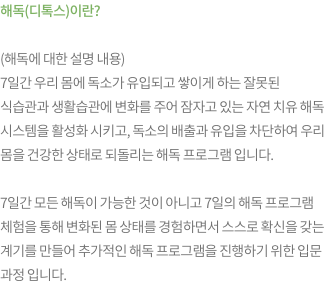 해독(디톡스)이란?
(해독에 대한 설명 내용)
7일간 우리 몸에 독소가 유입되고 쌓이게 하는 잘못된
식습관과 생활습관에 변화를 주어 잠자고 있는 자연 치유 해독
시스템을 활성화 시키고, 독소의 배출과 유입을 차단하여 우리
몸을 건강한 상태로 되돌리는 해독 프로그램 입니다.
7일간 모든 해독이 가능한 것이 아니고 7일의 해독 프로그램
체험을 통해 변화된 몸 상태를 경험하면서 스스로 확신을 갖는
계기를 만들어 추가적인 해독 프로그램을 진행하기 위한 입문
과정 입니다.